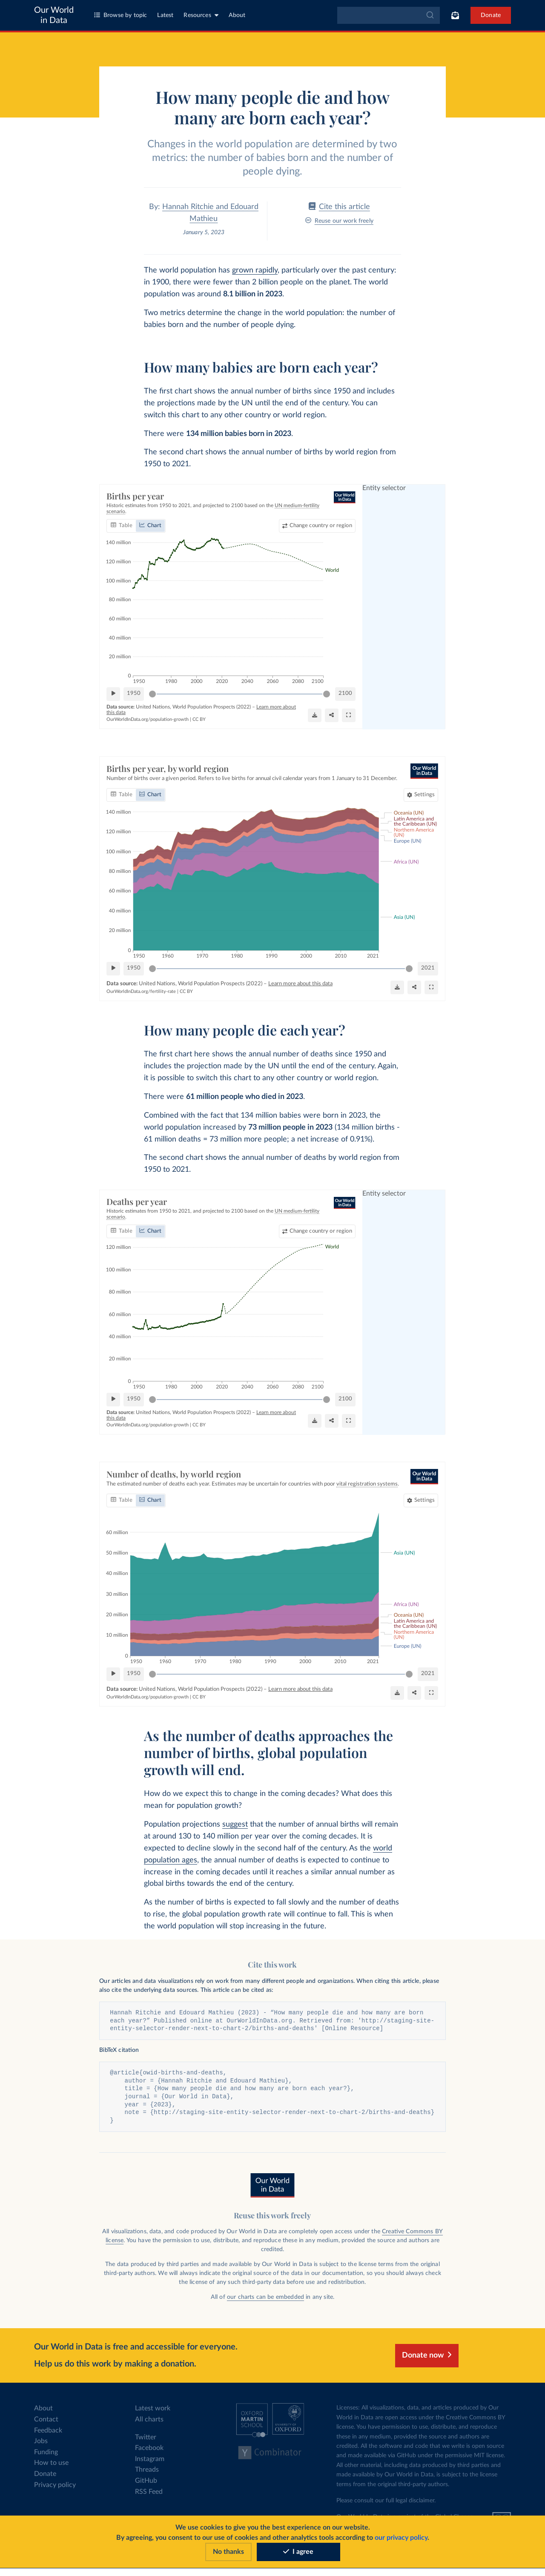 Our World
in Data
Browse by topic
Latest
Resources
About
Donate
How many people die and how
many are born each year?
Changes in the world population are determined by two
metrics: the number of babies born and the number of
people dying.
By: Hannah Ritchie and Edouard
Mathieu
January 5, 2023
Cite this article
Reuse our work freely
The world population has grown rapidly, particularly over the past century:
in 1900, there were fewer than 2 billion people on the planet. The world
population was around 8.1 billion in 2023.
Two metrics determine the change in the world population: the number of
babies born and the number of people dying.
How many babies are born each year?
The first chart shows the annual number of births since 1950 and includes
the projections made by the UN until the end of the century. You can
switch this chart to any other country or world region.
There were 134 million babies born in 2023.
The second chart shows the annual number of births by world region from
1950 to 2021.
Births per year
Historic estimates from 1950 to 2021, and projected to 2100 based on the UN medium-fertility
scenario.
Our World
in Data
Entity selector
Table
Chart
Change country or region
140 million
120 million
100 million
80 million
60 million
40 million
20 million
0
World
1950 1980 2000 2020 2040 2060 2080 2100
1950
2100
Data source: United Nations, World Population Prospects (2022) – Learn more about
this data
OurWorldInData.org/population-growth | CC BY
Births per year, by world region
Number of births over a given period. Refers to live births for annual civil calendar years from 1 January to 31 December.
Our World
in Data
Table
Chart
Settings
140 million
120 million
100 million
80 million
60 million
40 million
20 million
0
Oceania (UN)
Latin America and
the Caribbean (UN)
Northern America
(UN)
Europe (UN)
Africa (UN)
Asia (UN)
1950 1960 1970 1980 1990 2000 2010 2021
1950
2021
Data source: United Nations, World Population Prospects (2022) – Learn more about this data
OurWorldInData.org/fertility-rate | CC BY
How many people die each year?
The first chart here shows the annual number of deaths since 1950 and
includes the projection made by the UN until the end of the century. Again,
it is possible to switch this chart to any other country or world region.
There were 61 million people who died in 2023.
Combined with the fact that 134 million babies were born in 2023, the
world population increased by 73 million people in 2023 (134 million births -
61 million deaths = 73 million more people; a net increase of 0.91%).
The second chart shows the annual number of deaths by world region from
1950 to 2021.
Deaths per year
Historic estimates from 1950 to 2021, and projected to 2100 based on the UN medium-fertility
scenario.
Our World
in Data
Entity selector
Table
Chart
Change country or region
120 million
100 million
80 million
60 million
40 million
20 million
0
World
1950 1980 2000 2020 2040 2060 2080 2100
1950
2100
Data source: United Nations, World Population Prospects (2022) – Learn more about
this data
OurWorldInData.org/population-growth | CC BY
Number of deaths, by world region
The estimated number of deaths each year. Estimates may be uncertain for countries with poor vital registration systems.
Our World
in Data
Table
Chart
Settings
60 million
50 million
40 million
30 million
20 million
10 million
0
Asia (UN)
Africa (UN)
Oceania (UN)
Latin America and
the Caribbean (UN)
Northern America
(UN)
Europe (UN)
1950 1960 1970 1980 1990 2000 2010 2021
1950
2021
Data source: United Nations, World Population Prospects (2022) – Learn more about this data
OurWorldInData.org/population-growth | CC BY
As the number of deaths approaches the
number of births, global population
growth will end.
How do we expect this to change in the coming decades? What does this
mean for population growth?
Population projections suggest that the number of annual births will remain
at around 130 to 140 million per year over the coming decades. It is
expected to decline slowly in the second half of the century. As the world
population ages, the annual number of deaths is expected to continue to
increase in the coming decades until it reaches a similar annual number as
global births towards the end of the century.
As the number of births is expected to fall slowly and the number of deaths
to rise, the global population growth rate will continue to fall. This is when
the world population will stop increasing in the future.
Cite this work
Our articles and data visualizations rely on work from many different people and organizations. When citing this article, please
also cite the underlying data sources. This article can be cited as:
Hannah Ritchie and Edouard Mathieu (2023) - "How many people die and how many are born
each year?" Published online at OurWorldInData.org. Retrieved from: 'http://staging-site-
entity-selector-render-next-to-chart-2/births-and-deaths' [Online Resource]
BibTeX citation
@article{owid-births-and-deaths,
author = {Hannah Ritchie and Edouard Mathieu},
title = {How many people die and how many are born each year?},
journal = {Our World in Data},
year = {2023},
note = {http://staging-site-entity-selector-render-next-to-chart-2/births-and-deaths}
}
Our World
in Data
Reuse this work freely
All visualizations, data, and code produced by Our World in Data are completely open access under the Creative Commons BY
license. You have the permission to use, distribute, and reproduce these in any medium, provided the source and authors are
credited.
The data produced by third parties and made available by Our World in Data is subject to the license terms from the original
third-party authors. We will always indicate the original source of the data in our documentation, so you should always check
the license of any such third-party data before use and redistribution.
All of our charts can be embedded in any site.
Our World in Data is free and accessible for everyone.
Help us do this work by making a donation.
Donate now
About
Contact
Feedback
Jobs
Funding
How to use
Donate
Privacy policy
Latest work
All charts
Twitter
Facebook
Instagram
Threads
GitHub
RSS Feed
OXFORD
MARTIN
SCHOOL
OXFORD
Y Combinator
Licenses: All visualizations, data, and articles produced by Our
World in Data are open access under the Creative Commons BY
license. You have permission to use, distribute, and reproduce
these in any medium, provided the source and authors are
credited. All the software and code that we write is open source
and made available via GitHub under the permissive MIT license.
All other material, including data produced by third parties and
made available by Our World in Data, is subject to the license
terms from the original third-party authors.
Please consult our full legal disclaimer
We use cookies to give you the best experience on our website.
By agreeing, you consent to our use of cookies and other analytics tools according to our privacy policy.
No thanks
I agree